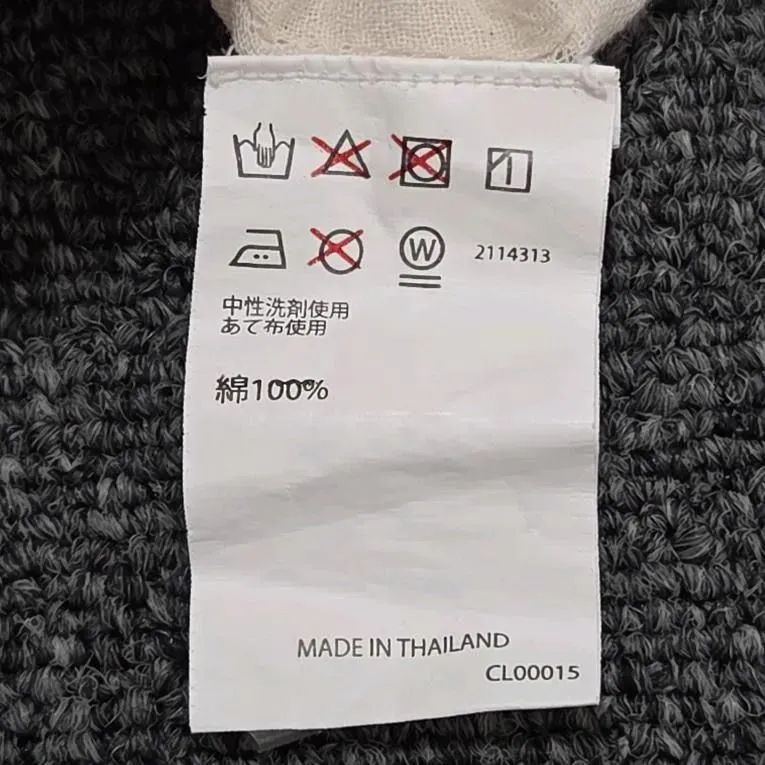 W
2114313
中性洗剤使用
あて布使用
綿100%
MADE IN THAILAND
CL00015